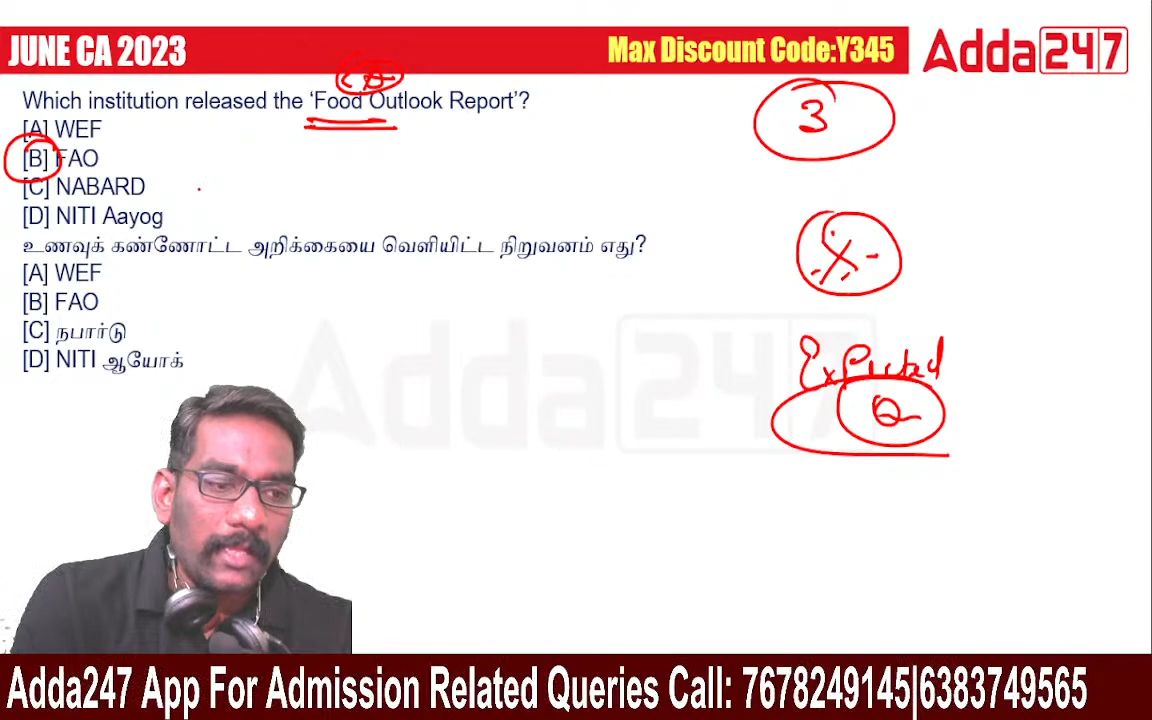 JUNE CA 2023
Max Discount Code:Y345
Adda247
Which institution released the ‘Food Outlook Report’?
[A] WEF
[B] FAO
[C] NABARD
[D] NITI Aayog
உணவுக் கண்ணோட்ட அறிக்கையை வெளியிட்ட நிறுவனம் எது?
[A] WEF
[B] FAO
[C] நபார்டு
[D] NITI ஆயோக்
3
Expected
Q
Adda247
Adda247 App For Admission Related Queries Call: 7678249145|6383749565